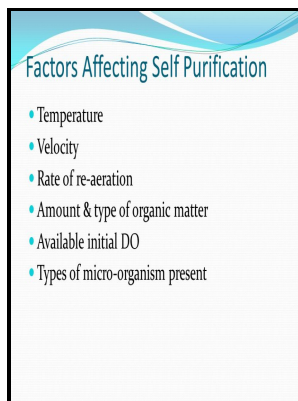 Factors Affecting Self Purification
• Temperature
• Velocity
• Rate of re-aeration
• Amount & type of organic matter
• Available initial DO
• Types of micro-organism present